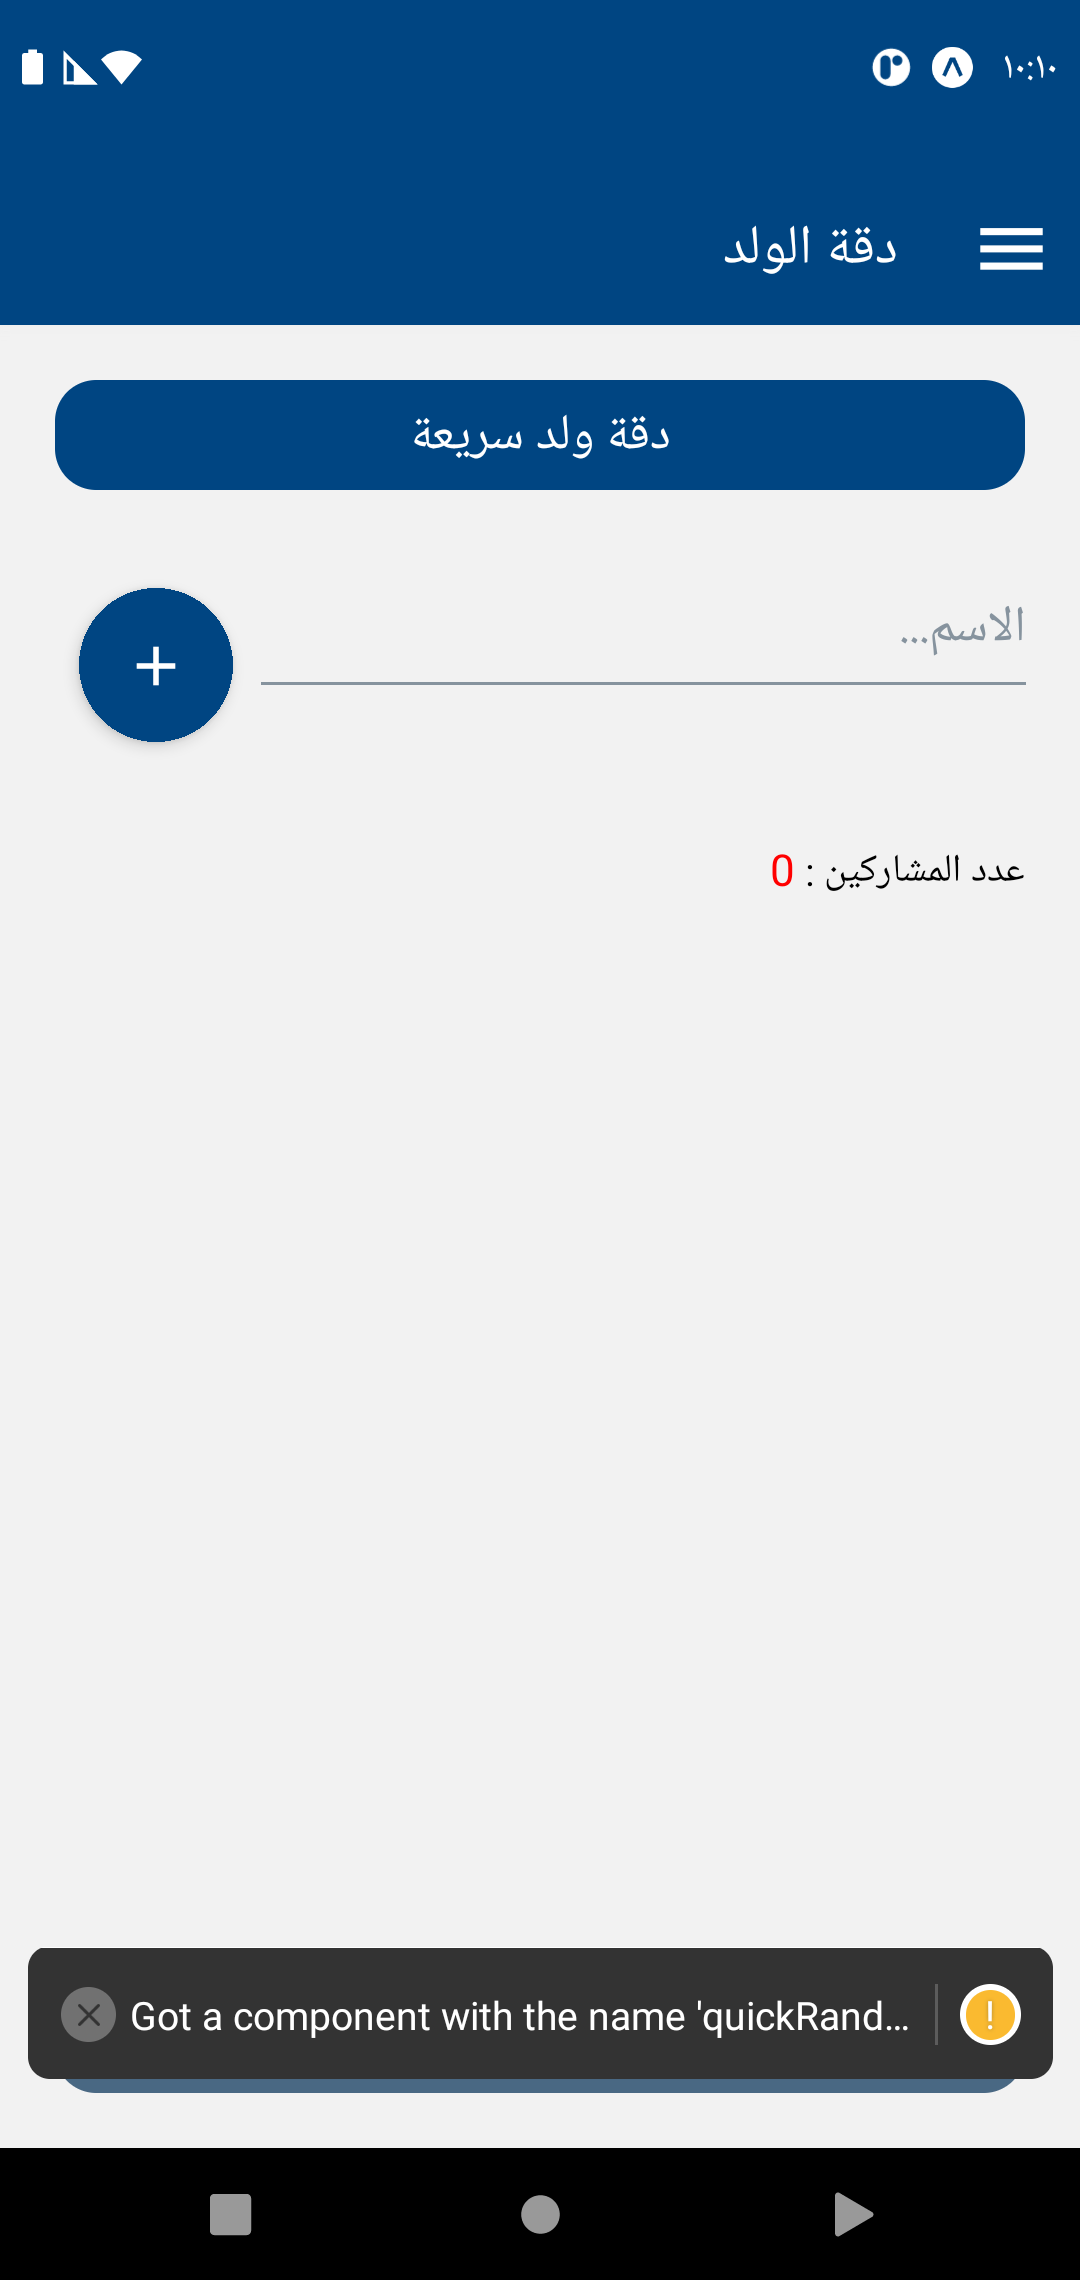 ١٠:١٠
دقة الولد
دقة ولد سريعة
الاسم...
عدد المشاركين : 0
Got a component with the name 'quickRand...